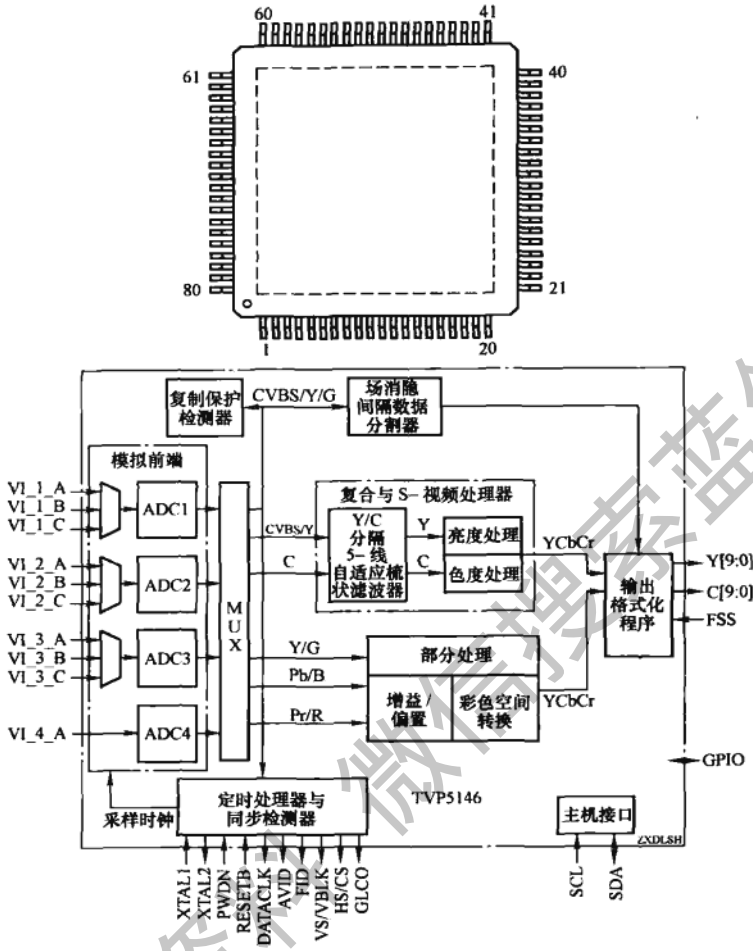 60
41
61
40
80
21
1
20
复制保护
检测器
CVBS/Y/G
场消隐
间隔数据
分割器
模拟前端
VI_1_A
VI_1_B
VI_1_C
ADC1
VI_2_A
VI_2_B
VI_2_C
ADC2
VI_3_A
VI_3_B
VI_3_C
ADC3
VI_4_A
ADC4
MUX
CVBS/Y
C
复合与 S- 视频处理器
Y/C
分隔
5-线
自适应梳
状滤波器
Y
C
亮度处理
色度处理
YCbCr
输出
格式化
程序
Y[9:0]
C[9:0]
FSS
Y/G
Pb/B
Pr/R
部分处理
增益/
偏置
彩色空间
转换
YCbCr
GPIO
采样时钟
定时处理器与
同步检测器
TVP5146
主机接口
ZXDLSH
XTAL1
XTAL2
PWDN
RESETB
DATACLK
AVID
FID
VS/VBLK
HS/CS
GLCO
SCL
SDA
微信搜索蓝